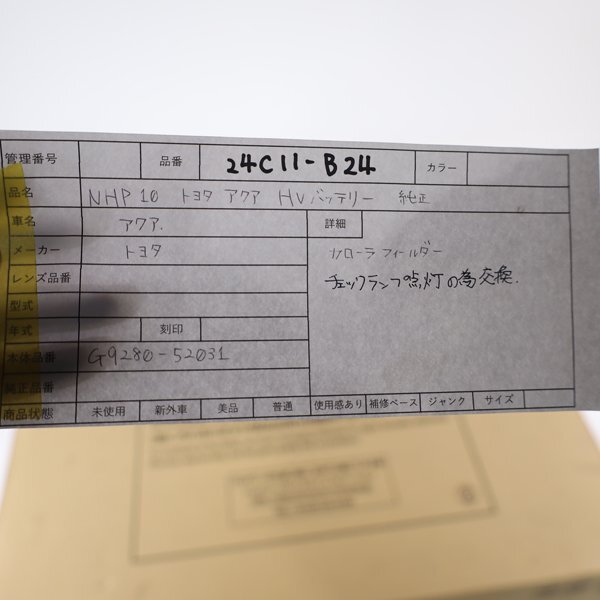 管理番号 品番 24C11-B24 カラー
品名 NHP10 トヨタ アクア HVバッテリー 純正
車名 アクア. 詳細
メーカー トヨタ カローラ フィールダー
レンズ品番 チェックランプ点灯の為交換.
型式
年式 刻印
本体品番 G9280-52031
純正品番
商品状態 未使用 新外車 美品 普通 使用感あり 補修ベース ジャンク サイズ